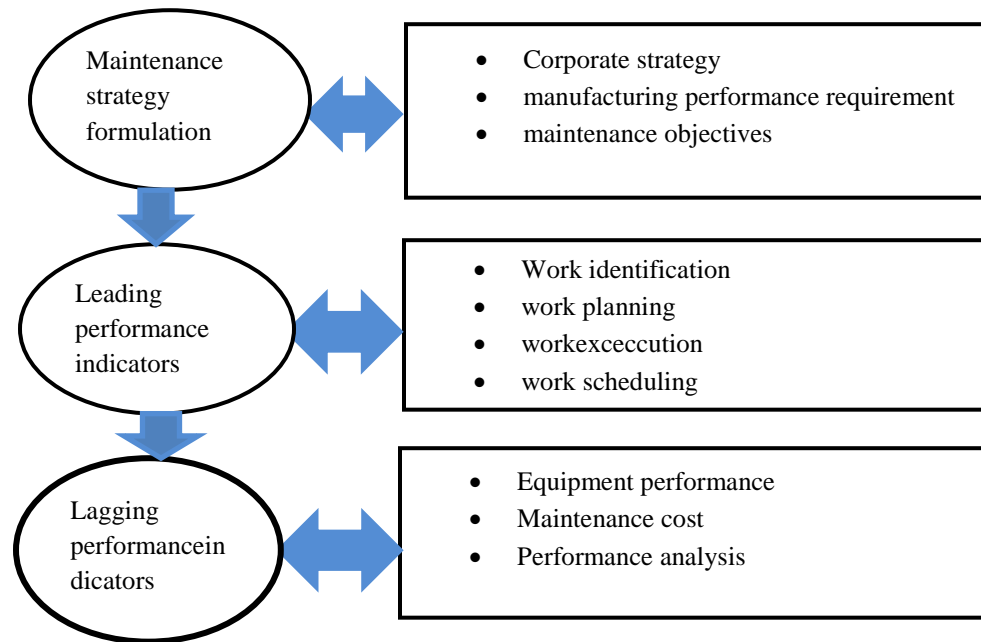 Maintenance
strategy
formulation
• Corporate strategy
• manufacturing performance requirement
• maintenance objectives
Leading
performance
indicators
• Work identification
• work planning
• workexceccution
• work scheduling
Lagging
performancein
dicators
• Equipment performance
• Maintenance cost
• Performance analysis